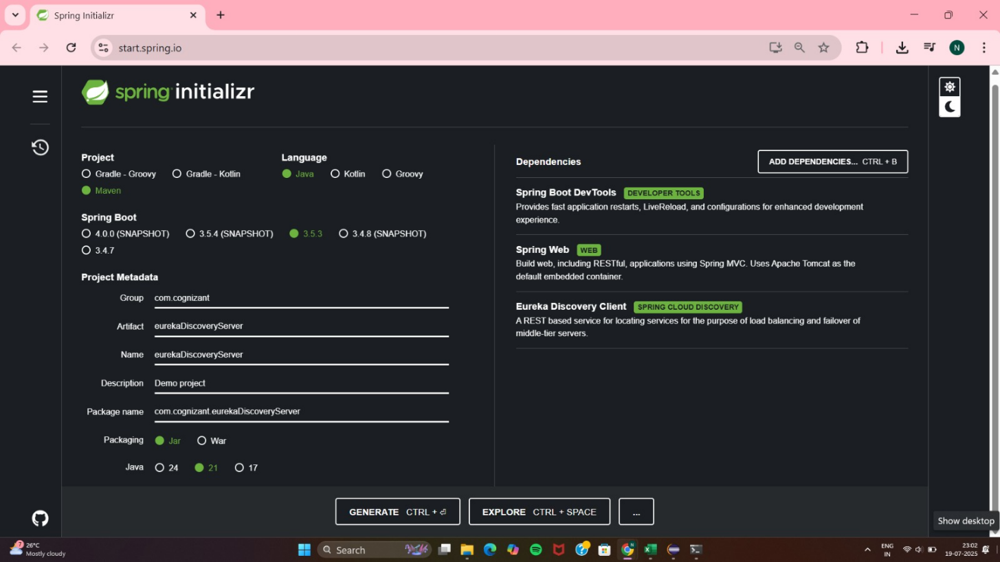 Spring Initializr
start.spring.io
N
spring initializr
Project
Gradle - Groovy
Gradle - Kotlin
Maven
Language
Java
Kotlin
Groovy
Spring Boot
4.0.0 (SNAPSHOT)
3.5.4 (SNAPSHOT)
3.5.3
3.4.8 (SNAPSHOT)
3.4.7
Project Metadata
Group com.cognizant
Artifact eurekaDiscoveryServer
Name eurekaDiscoveryServer
Description Demo project
Package name com.cognizant.eurekaDiscoveryServer
Packaging Jar War
Java 24 21 17
Dependencies
ADD DEPENDENCIES... CTRL + B
Spring Boot DevTools DEVELOPER TOOLS
Provides fast application restarts, LiveReload, and configurations for enhanced development
experience.
Spring Web WEB
Build web, including RESTful, applications using Spring MVC. Uses Apache Tomcat as the
default embedded container.
Eureka Discovery Client SPRING CLOUD DISCOVERY
A REST based service for locating services for the purpose of load balancing and failover of
middle-tier servers.
GENERATE CTRL + ⏎
EXPLORE CTRL + SPACE
...
Show desktop
7
26°C
Mostly cloudy
Search
ENG
IN
23:02
19-07-2025